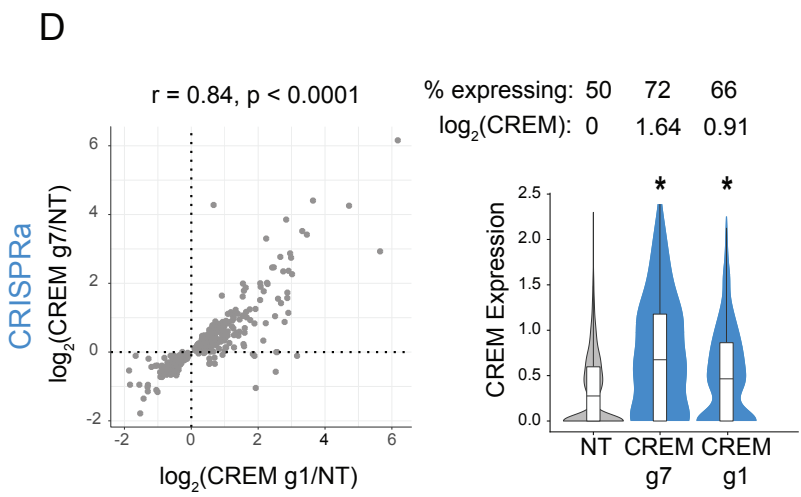 D
r = 0.84, p < 0.0001
CRISPRa
log₂(CREM g7/NT)
6
4
2
0
-2
-2 0 2 4 6
log₂(CREM g1/NT)
% expressing: 50 72 66
log₂(CREM): 0 1.64 0.91
CREM Expression
2.5
2.0
1.5
1.0
0.5
0.0
* *
NT CREM CREM
g7 g1